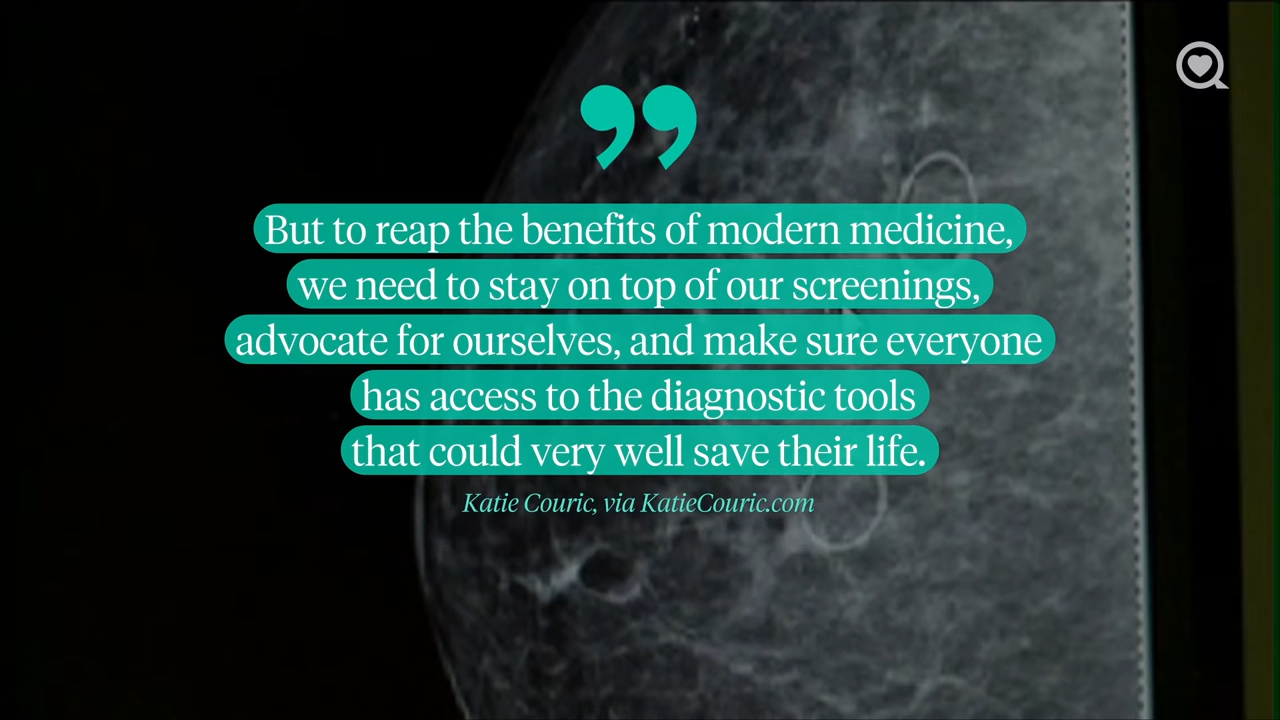 ”
But to reap the benefits of modern medicine,
we need to stay on top of our screenings,
advocate for ourselves, and make sure everyone
has access to the diagnostic tools
that could very well save their life.
Katie Couric, via KatieCouric.com